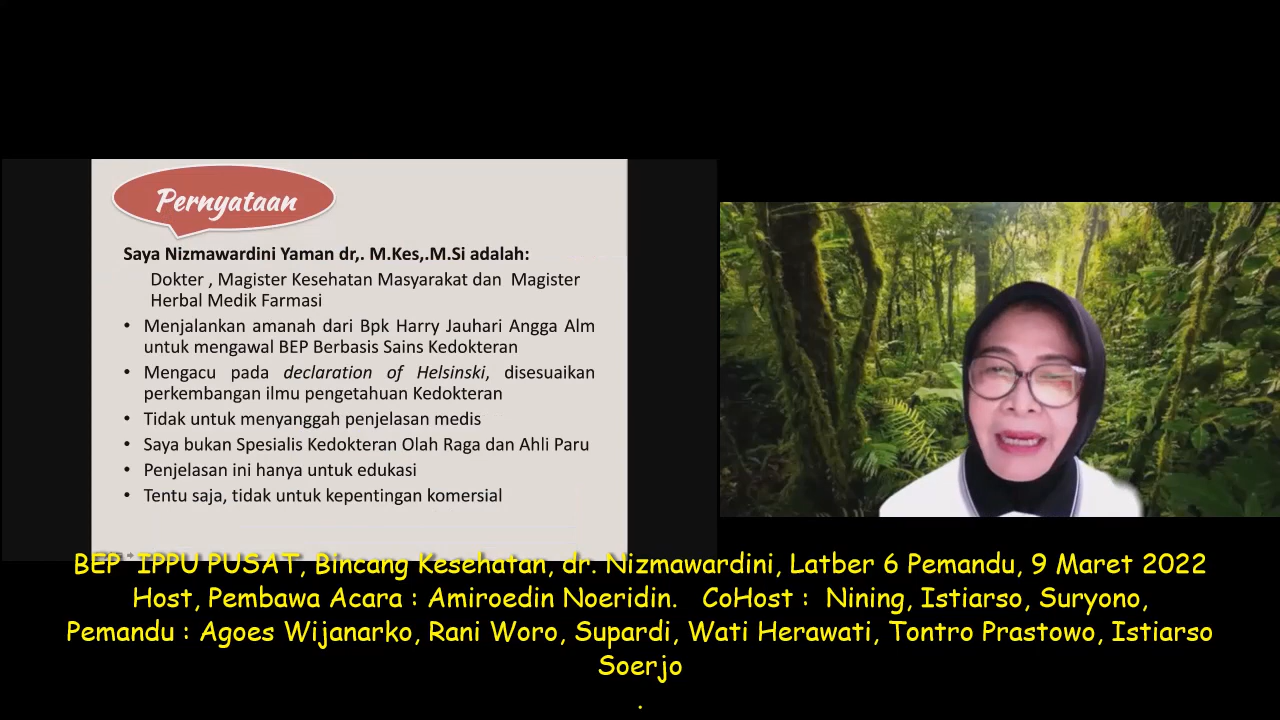 Pernyataan
Saya Nizmawardini Yaman dr,. M.Kes,.M.Si adalah:
Dokter , Magister Kesehatan Masyarakat dan Magister
Herbal Medik Farmasi
• Menjalankan amanah dari Bpk Harry Jauhari Angga Alm
untuk mengawal BEP Berbasis Sains Kedokteran
• Mengacu pada declaration of Helsinski, disesuaikan
perkembangan ilmu pengetahuan Kedokteran
• Tidak untuk menyanggah penjelasan medis
• Saya bukan Spesialis Kedokteran Olah Raga dan Ahli Paru
• Penjelasan ini hanya untuk edukasi
• Tentu saja, tidak untuk kepentingan komersial
BEP IPPU PUSAT, Bincang Kesehatan, dr. Nizmawardini, Latber 6 Pemandu, 9 Maret 2022
Host, Pembawa Acara : Amiroedin Noeridin. CoHost : Nining, Istiarso, Suryono,
Pemandu : Agoes Wijanarko, Rani Woro, Supardi, Wati Herawati, Tontro Prastowo, Istiarso
Soerjo
.